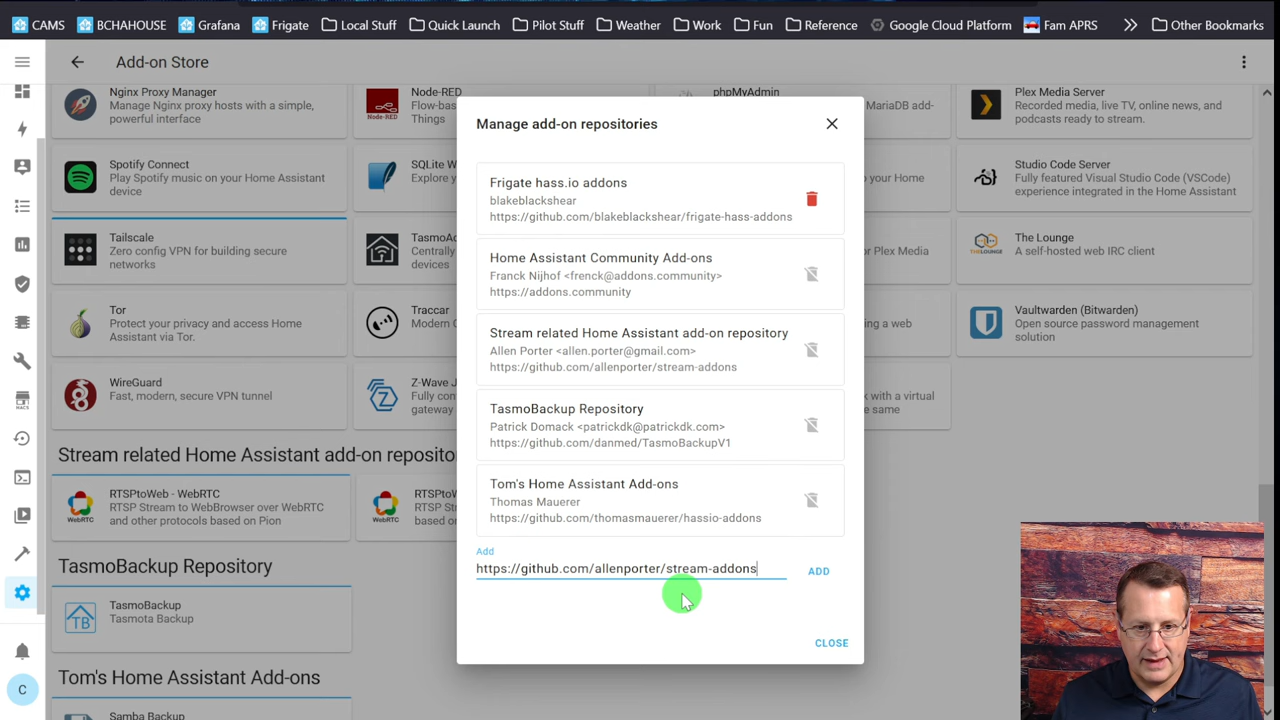 CAMS BCHAHOUSE Grafana Frigate Local Stuff Quick Launch Pilot Stuff Weather Work Fun Reference Google Cloud Platform Fam APRS Other Bookmarks
Add-on Store
Nginx Proxy Manager
Manage Nginx proxy hosts with a simple,
powerful interface
Node-RED
Flow-bas
Things
phpMyAdmin
MariaDB add-
Plex Media Server
Recorded media, live TV, online news, and
podcasts ready to stream.
Spotify Connect
Play Spotify music on your Home Assistant
device
SQLite W
Explore y
your Home
Studio Code Server
Fully featured Visual Studio Code (VSCode)
experience integrated in the Home Assistant
Tailscale
Zero config VPN for building secure
networks
TasmoAd
Centrally
devices
or Plex Media
The Lounge
A self-hosted web IRC client
Tor
Protect your privacy and access Home
Assistant via Tor.
Traccar
Modern G
ing a web
Vaultwarden (Bitwarden)
Open source password management
solution
WireGuard
Fast, modern, secure VPN tunnel
Z-Wave J
Fully con
gateway
k with a virtual
e same
Stream related Home Assistant add-on reposito
RTSPtoWeb - WebRTC
RTSP Stream to WebBrowser over WebRTC
and other protocols based on Pion
RTSPto
RTSP St
based on
TasmoBackup Repository
TasmoBackup
Tasmota Backup
Tom's Home Assistant Add-ons
Samba Backup
Manage add-on repositories
Frigate hass.io addons
blakeblackshear
https://github.com/blakeblackshear/frigate-hass-addons
Home Assistant Community Add-ons
Franck Nijhof <frenck@addons.community>
https://addons.community
Stream related Home Assistant add-on repository
Allen Porter <allen.porter@gmail.com>
https://github.com/allenporter/stream-addons
TasmoBackup Repository
Patrick Domack <patrickdk@patrickdk.com>
https://github.com/danmed/TasmoBackupV1
Tom's Home Assistant Add-ons
Thomas Mauerer
https://github.com/thomasmauerer/hassio-addons
Add
https://github.com/allenporter/stream-addons
ADD
CLOSE
HACS
C